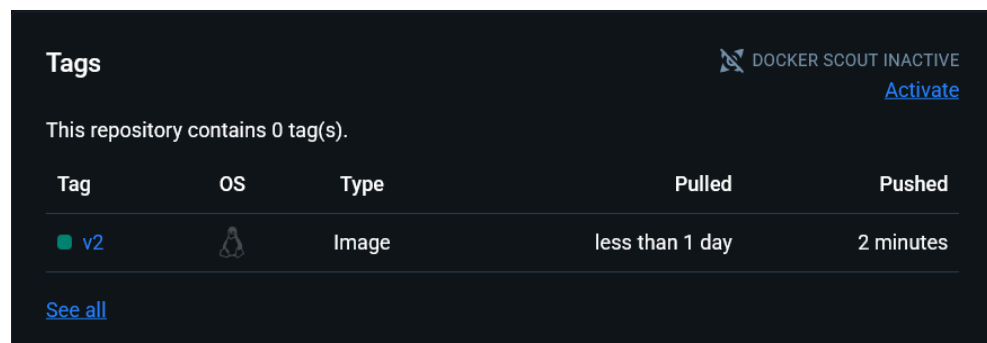 Tags
DOCKER SCOUT INACTIVE
Activate
This repository contains 0 tag(s).
Tag OS Type Pulled Pushed
v2 Image less than 1 day 2 minutes
See all